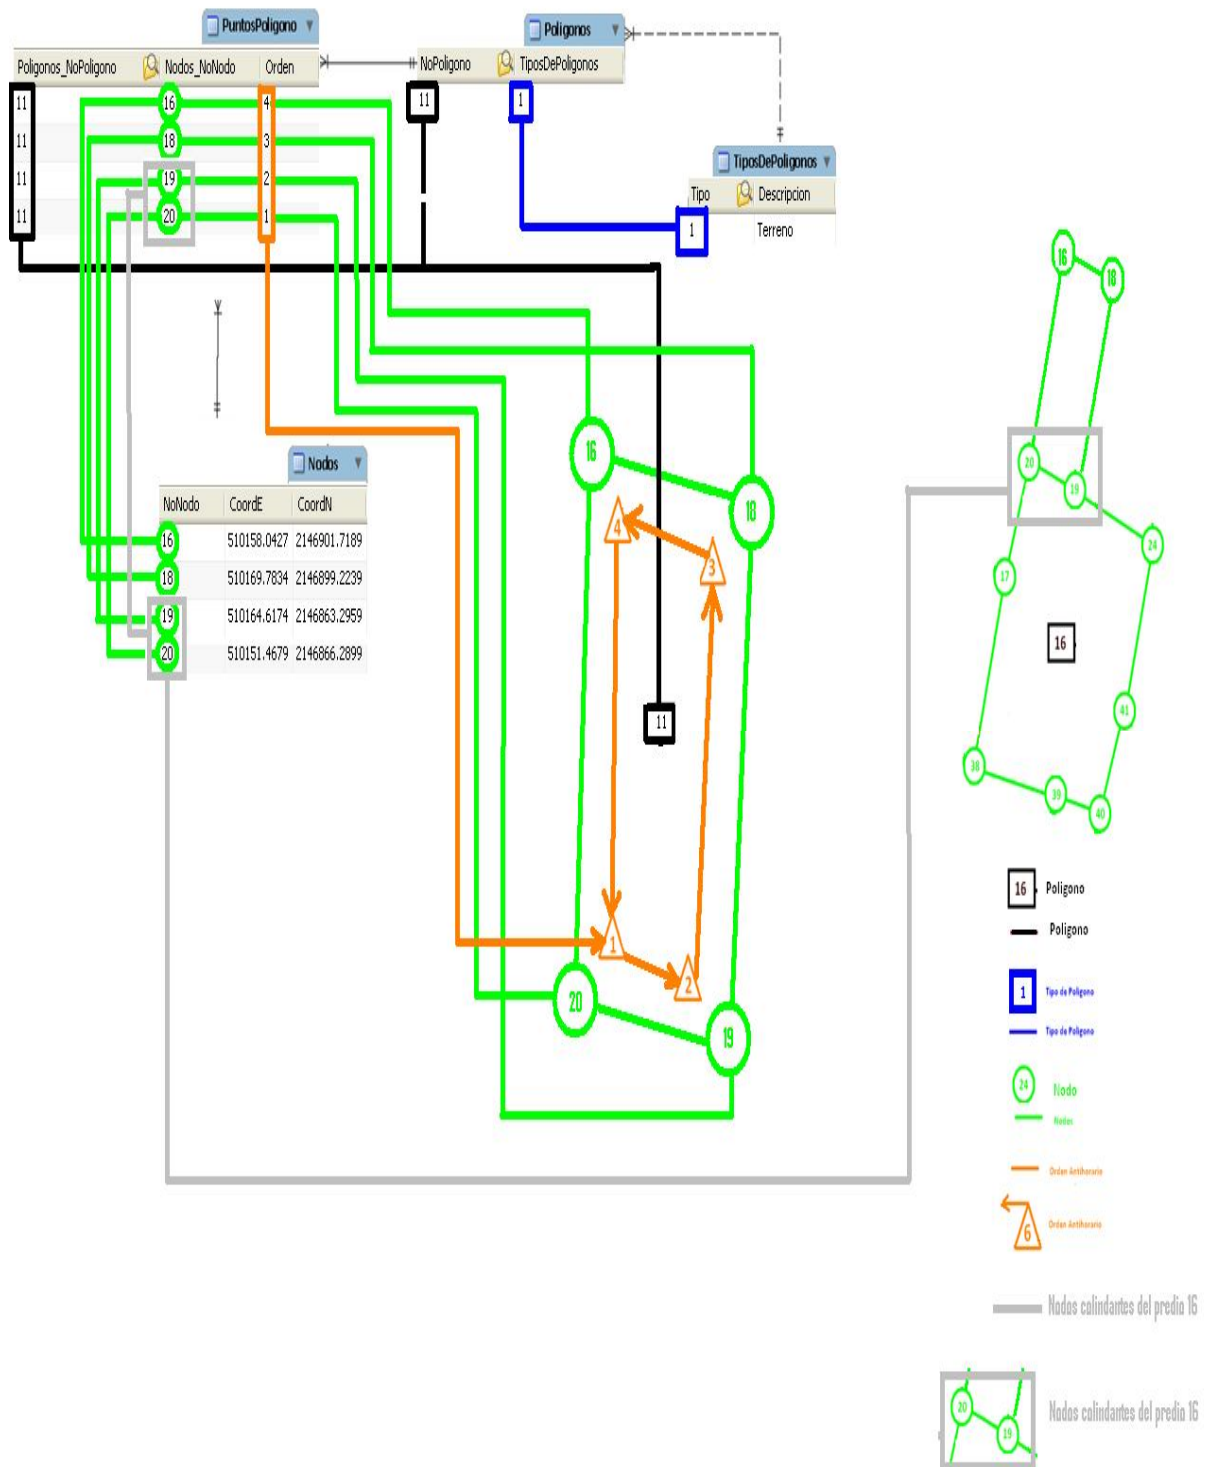 PuntosPoligono
Poligonos
Poligonos_NoPoligono Nodos_NoNodo Orden
NoPoligono TiposDePoligonos
11 16 4
11 18 3
11 19 2
11 20 1
11 1
TiposDePoligonos
Tipo Descripcion
1 Terreno
Nodos
NoNodo CoordE CoordN
16 510158.0427 2146901.7189
18 510169.7834 2146899.2239
19 510164.6174 2146863.2959
20 510151.4679 2146866.2899
16
18
4
3
11
1
2
20
19
16
18
20
19
24
17
16
41
38
39
40
16 Poligono
Poligono
1 Tipo de Poligono
Tipo de Poligono
24 Nodo
Nodos
Orden Antihorario
6 Orden Antihorario
Nodos colindantes del predio 16
20
19
Nodos colindantes del predio 16